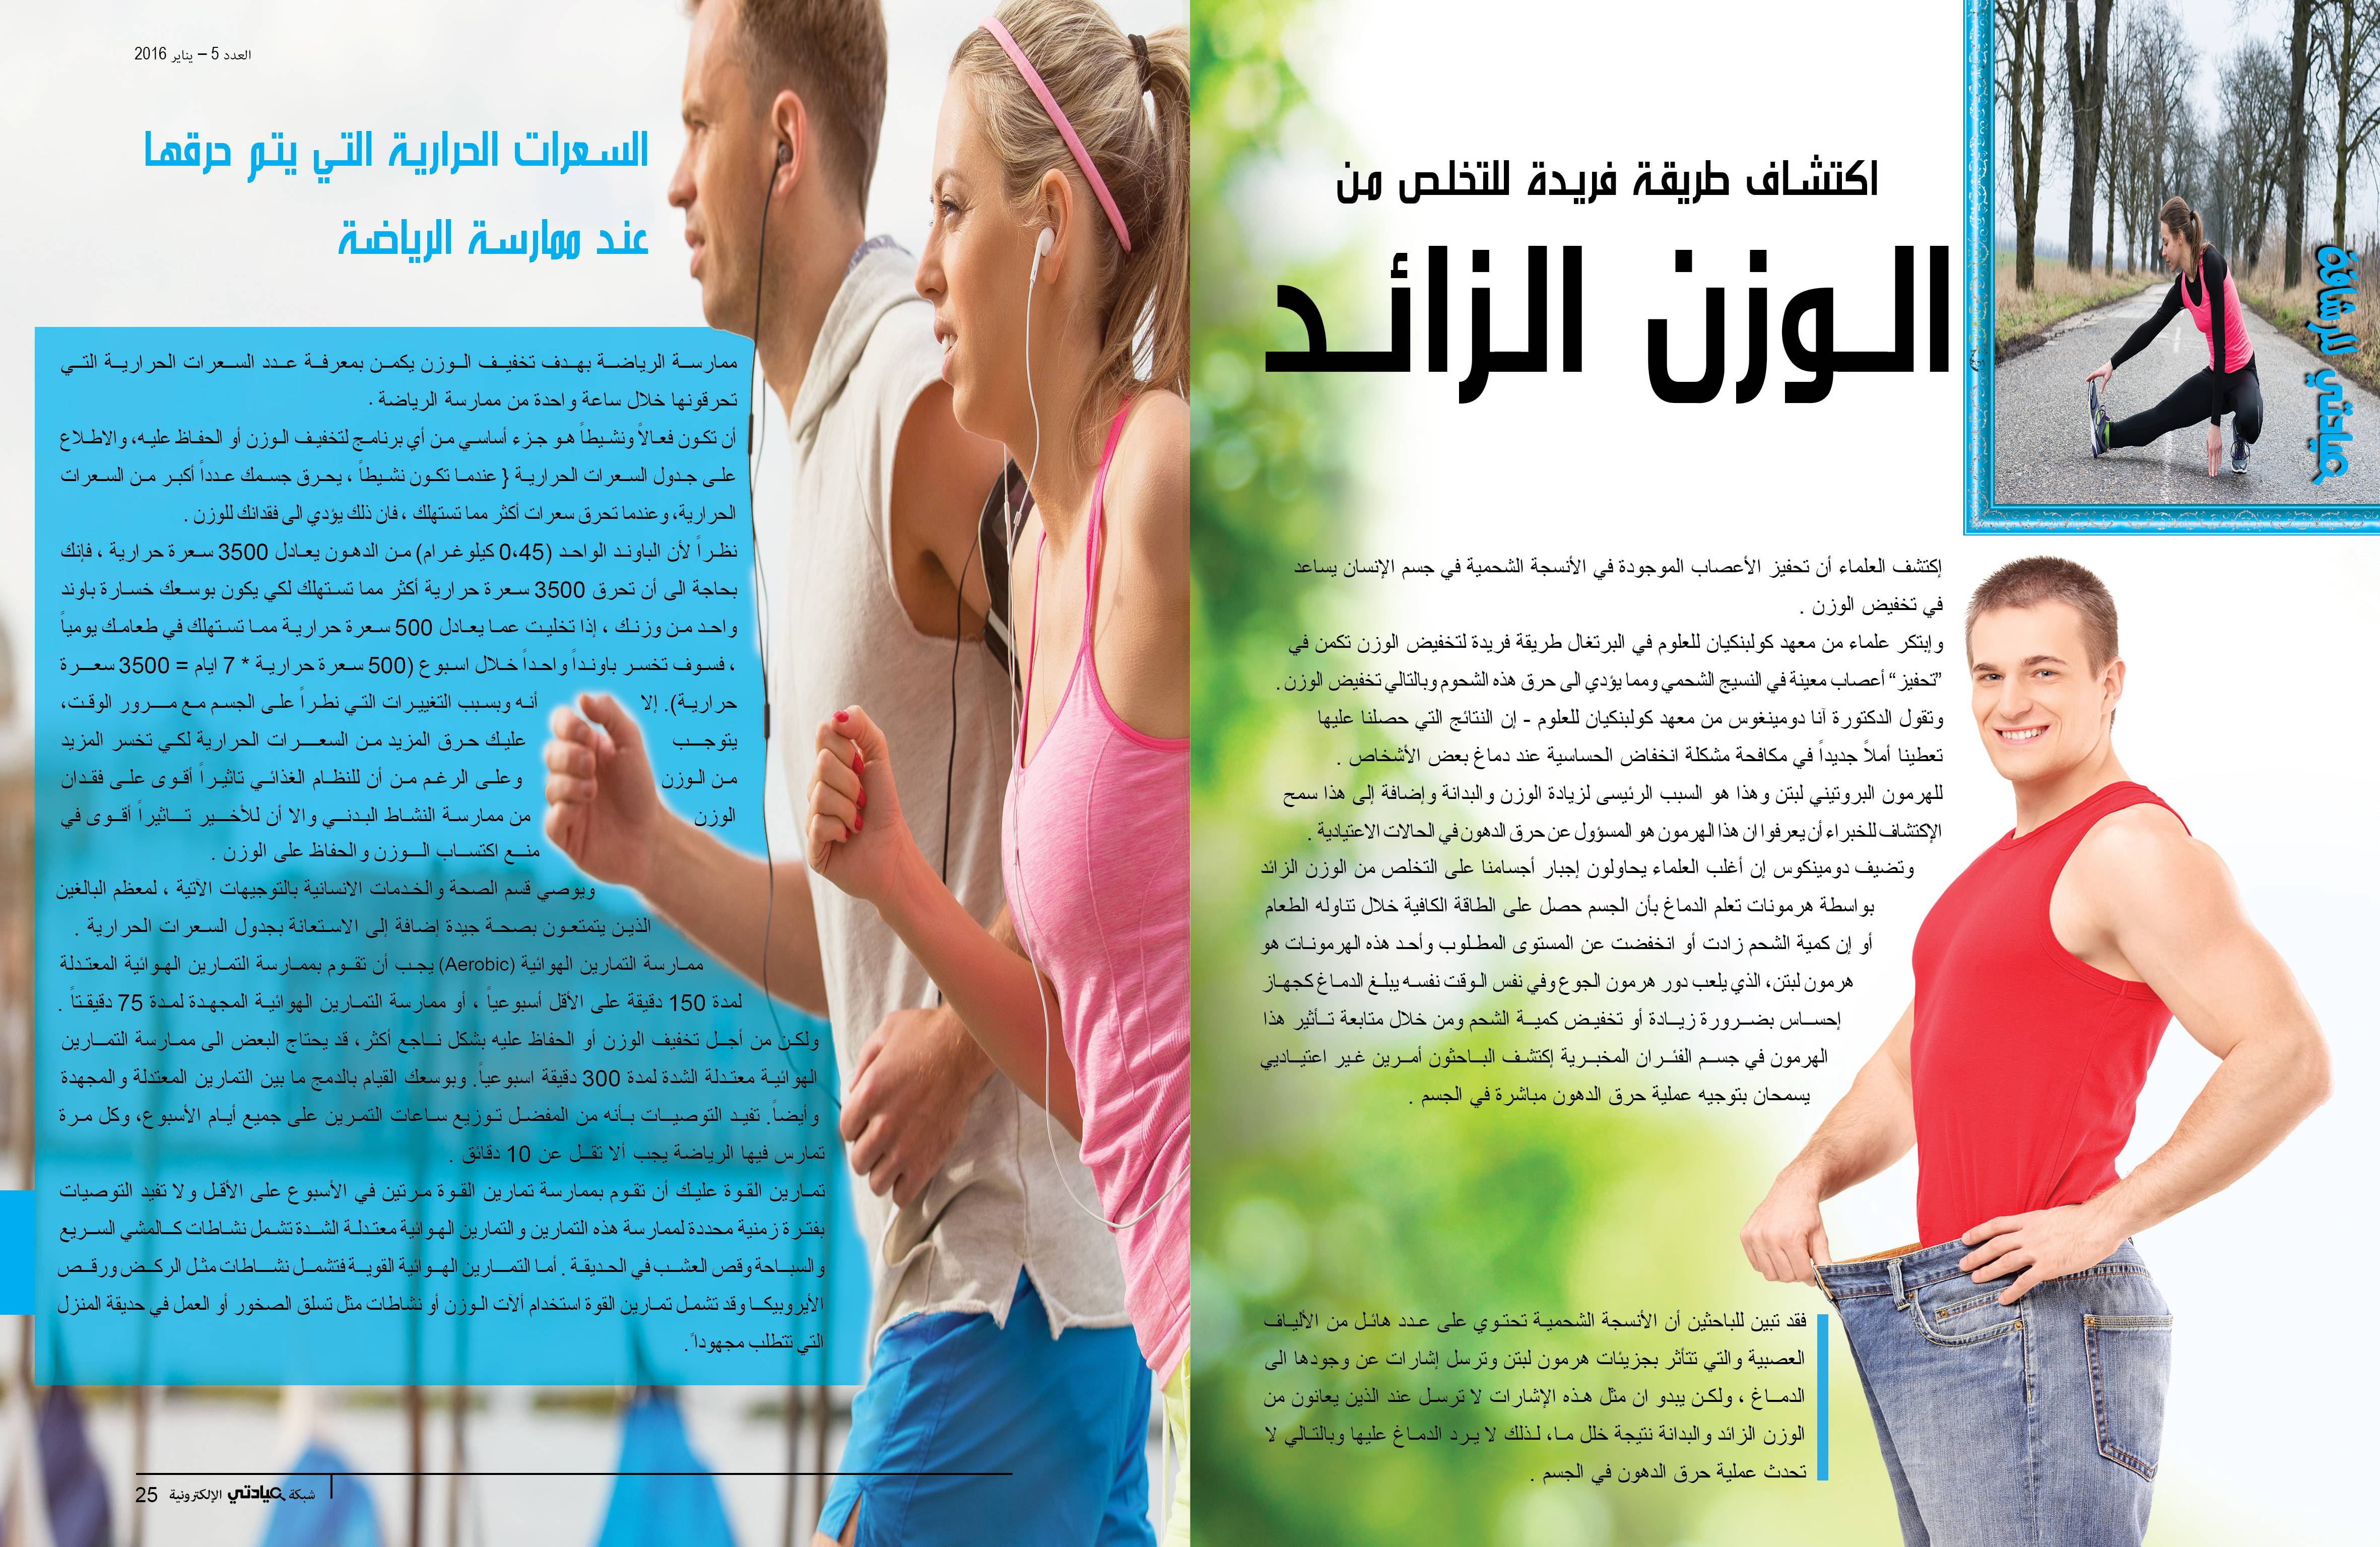 عيادتي للرشاقة
اكتشاف طريقة فريدة للتخلص من
الوزن الزائد
إكتشف العلماء أن تحفيز الأعصاب الموجودة في الأنسجة الشحمية في جسم الإنسان يساعد
في تخفيض الوزن .
وإبتكر علماء من معهد كولبنكيان للعلوم في البرتغال طريقة فريدة لتخفيض الوزن تكمن في
”تحفيز“ أعصاب معينة في النسيج الشحمي ومما يؤدي الى حرق هذه الشحوم وبالتالي تخفيض الوزن .
وتقول الدكتورة آنا دومينغوس من معهد كولبنكيان للعلوم - إن النتائج التي حصلنا عليها
تعطينا أملاً جديداً في مكافحة مشكلة انخفاض الحساسية عند دماغ بعض الأشخاص .
للهرمون البروتيني لبتن وهذا هو السبب الرئيسى لزيادة الوزن والبدانة وإضافة إلى هذا سمح
الإكتشاف للخبراء أن يعرفوا ان هذا الهرمون هو المسؤول عن حرق الدهون في الحالات الاعتيادية .
وتضيف دومينكوس إن أغلب العلماء يحاولون إجبار أجسامنا على التخلص من الوزن الزائد
بواسطة هرمونات تعلم الدماغ بأن الجسم حصل على الطاقة الكافية خلال تناوله الطعام
أو إن كمية الشحم زادت أو انخفضت عن المستوى المطلوب وأحد هذه الهرمونات هو
هرمون لبتن، الذي يلعب دور هرمون الجوع وفي نفس الوقت نفسه يبلغ الدماغ كجهاز
إحساس بضرورة زيادة أو تخفيض كمية الشحم ومن خلال متابعة تأثير هذا
الهرمون في جسم الفئران المخبرية إكتشف الباحثون أمرين غير اعتياديي
يسمحان بتوجيه عملية حرق الدهون مباشرة في الجسم .
فقد تبين للباحثين أن الأنسجة الشحمية تحتوي على عدد هائل من الألياف
العصبية والتي تتأثر بجزيئات هرمون لبتن وترسل إشارات عن وجودها الى
الدماغ ، ولكن يبدو ان مثل هذه الإشارات لا ترسل عند الذين يعانون من
الوزن الزائد والبدانة نتيجة خلل ما، لذلك لا يرد الدماغ عليها وبالتالي لا
تحدث عملية حرق الدهون في الجسم .
العدد 5 – يناير 2016
السعرات الحرارية التي يتم حرقها
عند ممارسة الرياضة
ممارسة الرياضة بهدف تخفيف الوزن يكمن بمعرفة عدد السعرات الحرارية التي
تحرقونها خلال ساعة واحدة من ممارسة الرياضة .
أن تكون فعالاً ونشيطاً هو جزء أساسي من أي برنامج لتخفيف الوزن أو الحفاظ عليه، والاطلاع
على جدول السعرات الحرارية { عندما تكون نشيطاً ، يحرق جسمك عدداً أكبر من السعرات
الحرارية، وعندما تحرق سعرات أكثر مما تستهلك ، فان ذلك يؤدي الى فقدانك للوزن .
نظراً لأن الباوند الواحد (0،45 كيلوغرام) من الدهون يعادل 3500 سعرة حرارية ، فإنك
بحاجة الى أن تحرق 3500 سعرة حرارية أكثر مما تستهلك لكي يكون بوسعك خسارة باوند
واحد من وزنك ، إذا تخليت عما يعادل 500 سعرة حرارية مما تستهلك في طعامك يومياً
، فسوف تخسر باونداً واحداً خلال اسبوع (500 سعرة حرارية * 7 ايام = 3500 سعرة
حرارية). إلا أنه وبسبب التغييرات التي نظراً على الجسم مع مرور الوقت،
يتوجب عليك حرق المزيد من السعرات الحرارية لكي تخسر المزيد
من الوزن وعلى الرغم من أن للنظام الغذائي تاثيراً أقوى على فقدان
الوزن من ممارسة النشاط البدني والا أن للأخير تاثيراً أقوى في
منع اكتساب الوزن والحفاظ على الوزن .
ويوصي قسم الصحة والخدمات الانسانية بالتوجيهات الآتية ، لمعظم البالغين
الذين يتمتعون بصحة جيدة إضافة إلى الاستعانة بجدول السعرات الحرارية .
ممارسة التمارين الهوائية (Aerobic) يجب أن تقوم بممارسة التمارين الهوائية المعتدلة
لمدة 150 دقيقة على الأقل أسبوعياً ، أو ممارسة التمارين الهوائية المجهدة لمدة 75 دقيقتاً .
ولكن من أجل تخفيف الوزن أو الحفاظ عليه بشكل ناجع أكثر، قد يحتاج البعض الى ممارسة التمارين
الهوائية معتدلة الشدة لمدة 300 دقيقة اسبوعياً. وبوسعك القيام بالدمج ما بين التمارين المعتدلة والمجهدة
وأيضاً. تفيد التوصيات بأنه من المفضل توزيع ساعات التمرين على جميع أيام الأسبوع، وكل مرة
تمارس فيها الرياضة يجب ألا تقل عن 10 دقائق .
تمارين القوة عليك أن تقوم بممارسة تمارين القوة مرتين في الأسبوع على الأقل ولا تفيد التوصيات
بفترة زمنية محددة لممارسة هذه التمارين والتمارين الهوائية معتدلة الشدة تشمل نشاطات كالمشي السريع
والسباحة وقص العشب في الحديقة . أما التمارين الهوائية القوية فتشمل نشاطات مثل الركض ورقص
الأيروبيكا وقد تشمل تمارين القوة استخدام ألآت الوزن أو نشاطات مثل تسلق الصخور أو العمل في حديقة المنزل
التي تتطلب مجهوداً .
شبكة عيادتي الإلكترونية 25